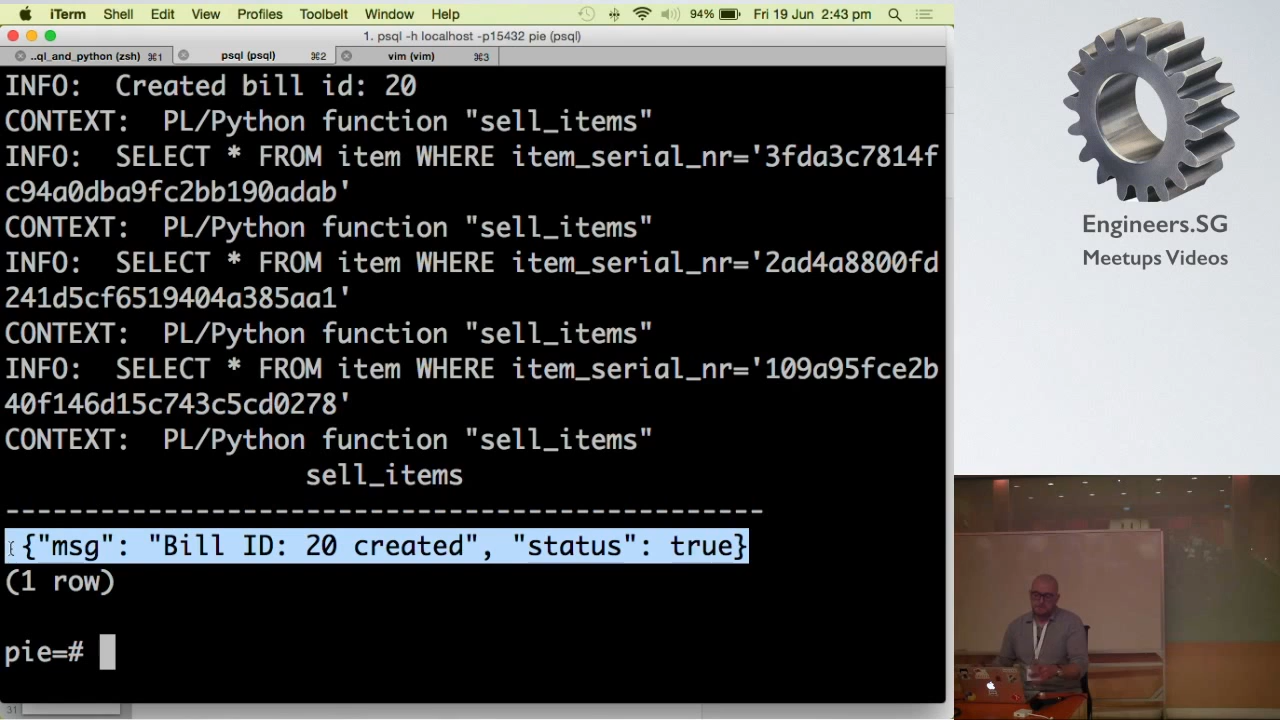 iTerm Shell Edit View Profiles Toolbelt Window Help 94% Fri 19 Jun 2:43 pm
1. psql -h localhost -p15432 pie (psql)
..ql_and_python (zsh) ⌘1 psql (psql) ⌘2 vim (vim) ⌘3
INFO:  Created bill id: 20
CONTEXT:  PL/Python function "sell_items"
INFO:  SELECT * FROM item WHERE item_serial_nr='3fda3c7814f
c94a0dba9fc2bb190adab'
CONTEXT:  PL/Python function "sell_items"
INFO:  SELECT * FROM item WHERE item_serial_nr='2ad4a8800fd
241d5cf6519404a385aa1'
CONTEXT:  PL/Python function "sell_items"
INFO:  SELECT * FROM item WHERE item_serial_nr='109a95fce2b
40f146d15c743c5cd0278'
CONTEXT:  PL/Python function "sell_items"
sell_items
-----------------------------------------------
{"msg": "Bill ID: 20 created", "status": true}
(1 row)
pie=#
31
Engineers.SG
Meetups Videos